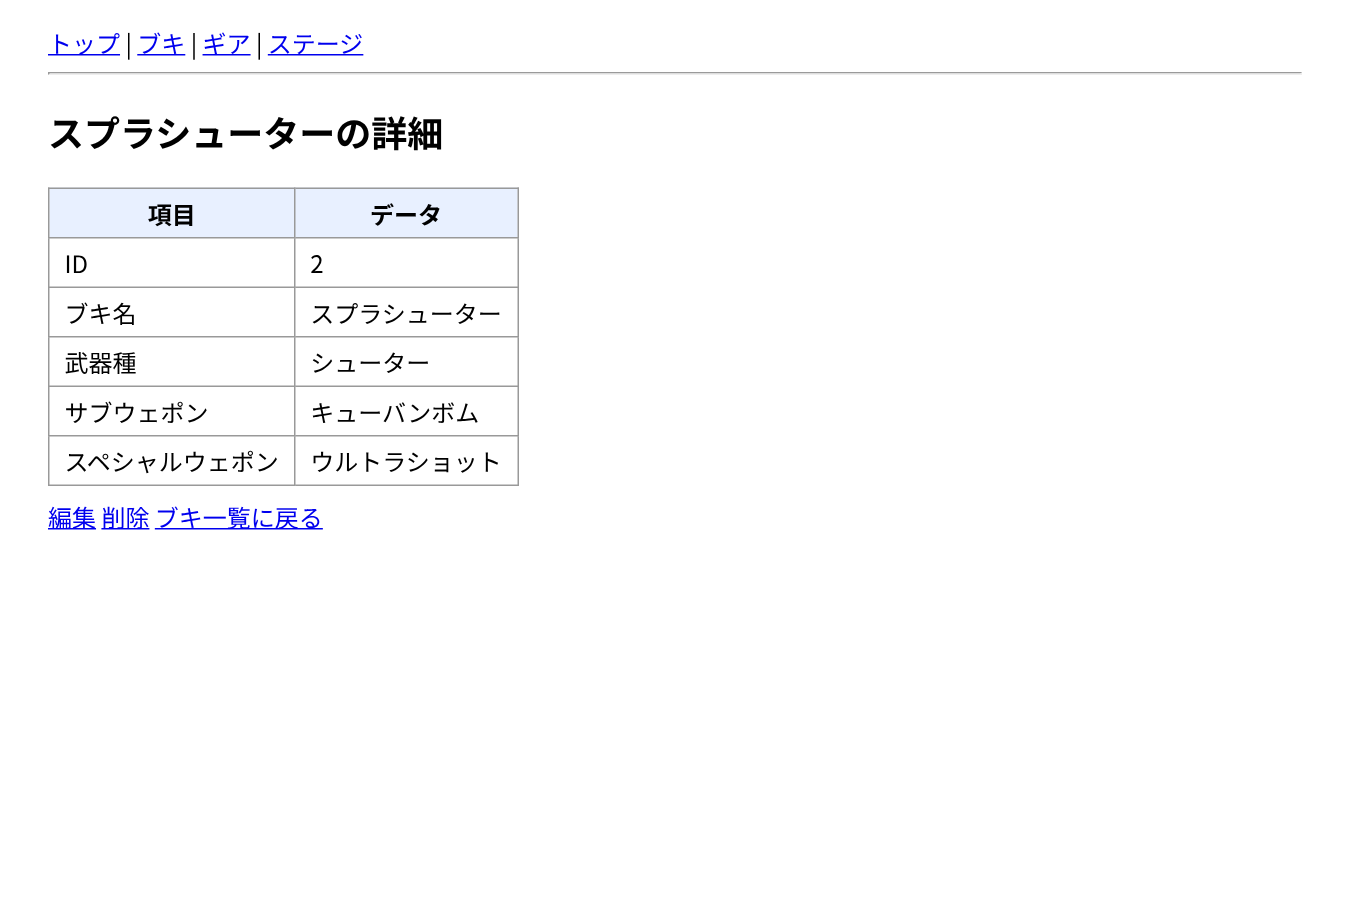 トップ | ブキ | ギア | ステージ
スプラシューターの詳細
項目 データ
ID 2
ブキ名 スプラシューター
武器種 シューター
サブウェポン キューバンボム
スペシャルウェポン ウルトラショット
編集 削除 ブキ一覧に戻る